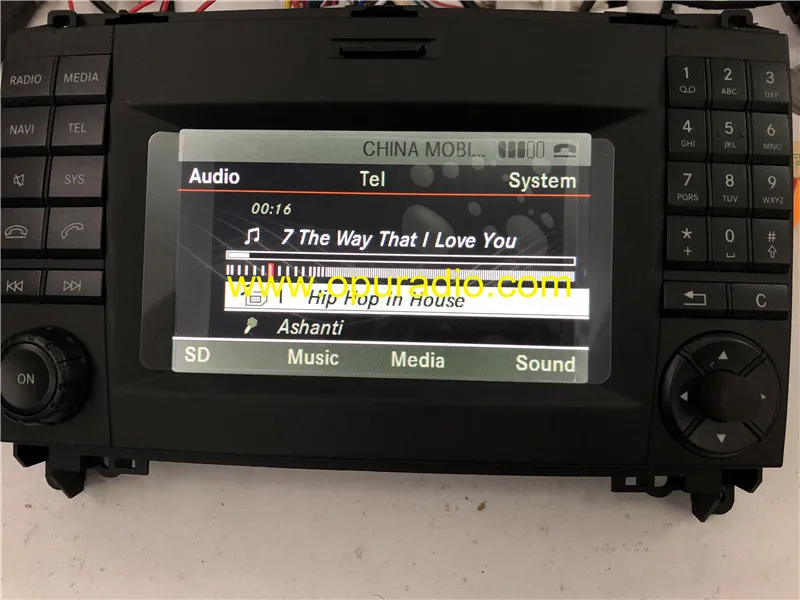 RADIO MEDIA
NAVI TEL
SYS
ON
CHINA MOBI...
Audio Tel System
00:16
7 The Way That I Love You
www.opuradio.com
Hip Hop In House
Ashanti
SD Music Media Sound
1 2 ABC 3 DEF
4 GHI 5 JKL 6 MNO
7 PQRS 8 TUV 9 WXYZ
* + 0 #
C